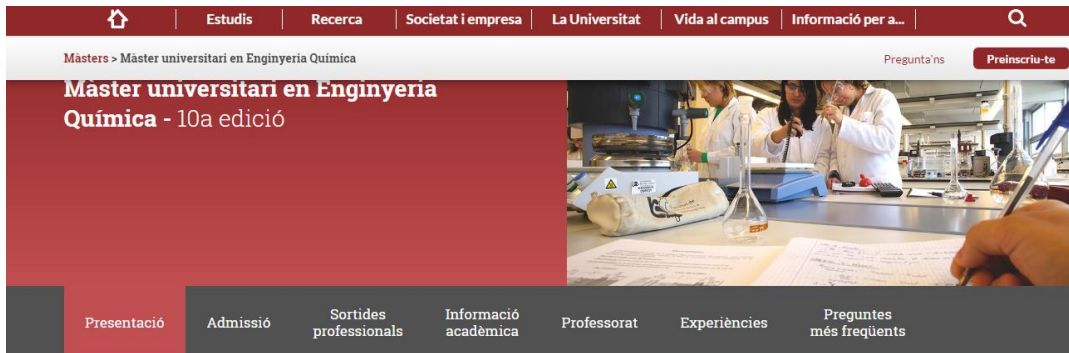 Estudis
Recerca
Societat i empresa
La Universitat
Vida al campus
Informació per a...
Màsters > Màster universitari en Enginyeria Química
Pregunta'ns
Preinscriu-te
Màster universitari en Enginyeria
Química - 10a edició
Presentació
Admissió
Sortides
professionals
Informació
acadèmica
Professorat
Experiències
Preguntes
més freqüents